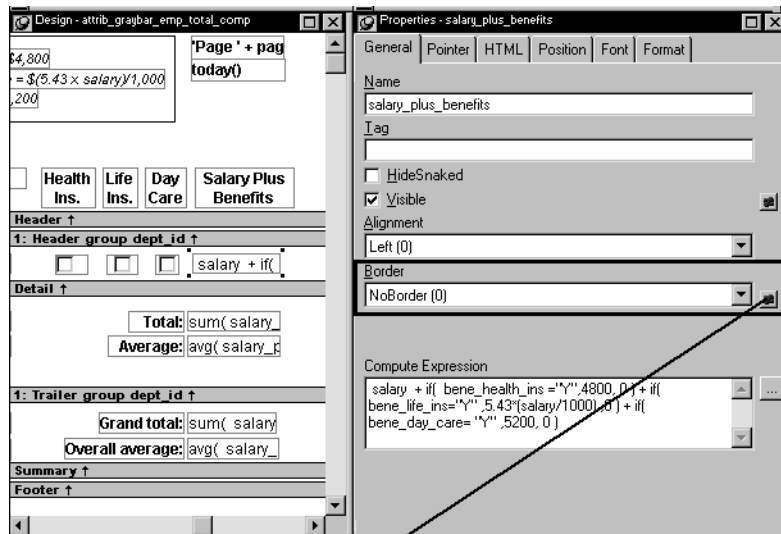 Design - attrib_graybar_emp_total_comp
$4,800
= $(5.43 x salary)/1,000
,200
'Page ' + pag
today()
Health Ins.
Life Ins.
Day Care
Salary Plus Benefits
Header ↑
1: Header group dept_id ↑
salary + if(
Detail ↑
Total: sum( salary_
Average: avg( salary_p
1: Trailer group dept_id ↑
Grand total: sum( salary
Overall average: avg( salary_
Summary ↑
Footer ↑
Properties - salary_plus_benefits
General Pointer HTML Position Font Format
Name
salary_plus_benefits
Tag
HideSnaked
Visible
Alignment
Left (0)
Border
NoBorder (0)
Compute Expression
salary + if( bene_health_ins ="Y",4800, 0 ) + if(
bene_life_ins="Y" ,5.43*(salary/1000) ,0 ) + if(
bene_day_care= "Y" ,5200, 0 )
...